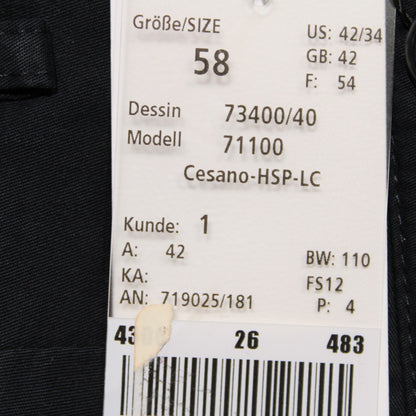 Größe/SIZE US: 42/34
58 GB: 42
F: 54
Dessin 73400/40
Modell 71100
Cesano-HSP-LC
Kunde: 1
A: 42 BW: 110
KA: FS12
AN: 719025/181 P: 4
26 483